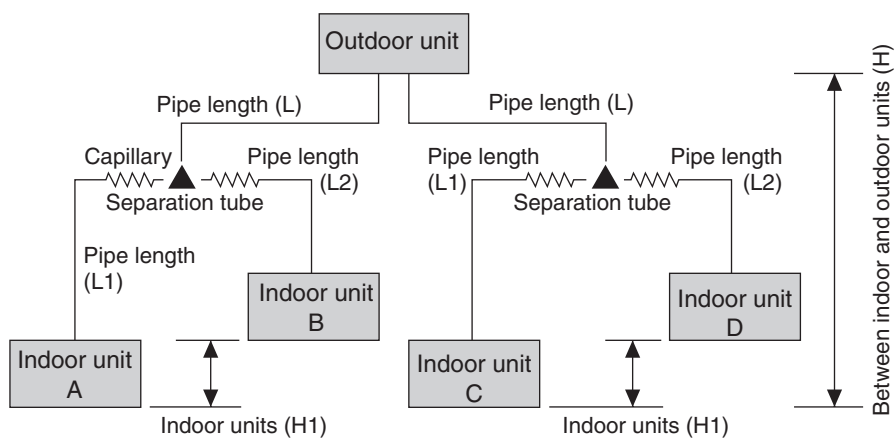 Outdoor unit
Pipe length (L)
Pipe length (L)
Capillary
Pipe length
(L2)
Separation tube
Pipe length
(L1)
Pipe length
(L1)
Pipe length
(L2)
Separation tube
Indoor unit
B
Indoor unit
A
Indoor units (H1)
Indoor unit
D
Indoor unit
C
Indoor units (H1)
Between indoor and outdoor units (H)